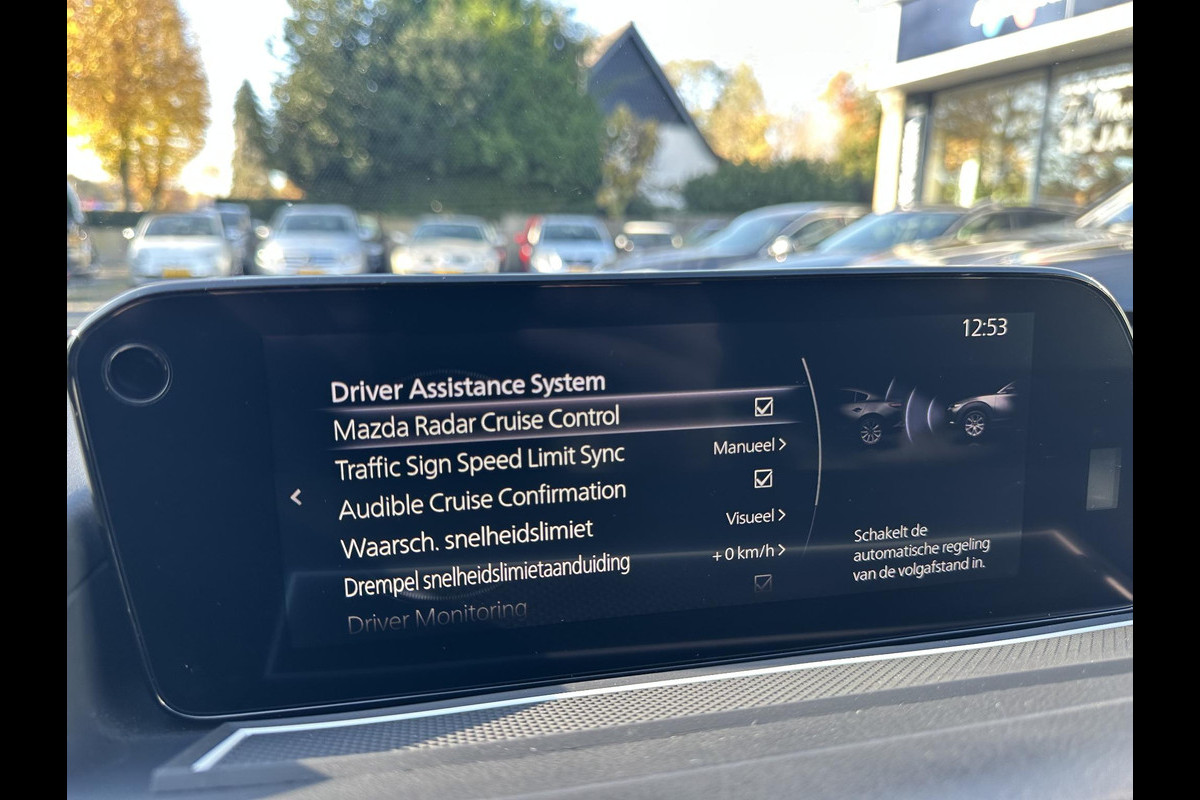 12:53
Driver Assistance System
Mazda Radar Cruise Control
Traffic Sign Speed Limit Sync Manueel >
Audible Cruise Confirmation
Waarsch. snelheidslimiet Visueel >
Drempel snelheidslimietaanduiding +0 km/h >
Driver Monitoring
Schakelt de
automatische regeling
van de volgafstand in.